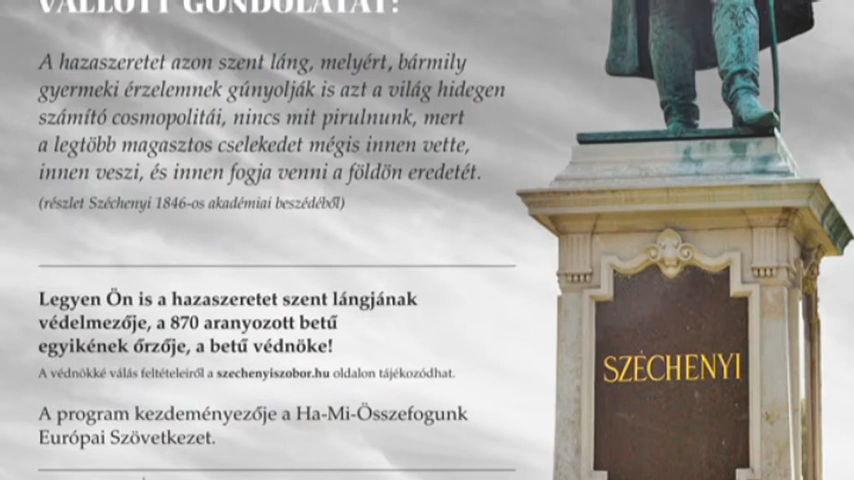 VALLOTT GONDOLATÁT!
A hazaszeretet azon szent láng, melyért, bármily
gyermeki érzelemnek gúnyolják is azt a világ hidegen
számító cosmopolitái, nincs mit pirulnunk, mert
a legtöbb magasztos cselekedet mégis innen vette,
innen veszi, és innen fogja venni a földön eredetét.
(részlet Széchenyi 1846-os akadémiai beszédéből)
Legyen Ön is a hazaszeretet szent lángjának
védelmezője, a 870 aranyozott betű
egyikének őrzője, a betű védnöke!
A védnökké válás feltételeiről a szechenyiszobor.hu oldalon tájékozódhat.
A program kezdeményezője a Ha-Mi-Összefogunk
Európai Szövetkezet.
SZÉCHENYI